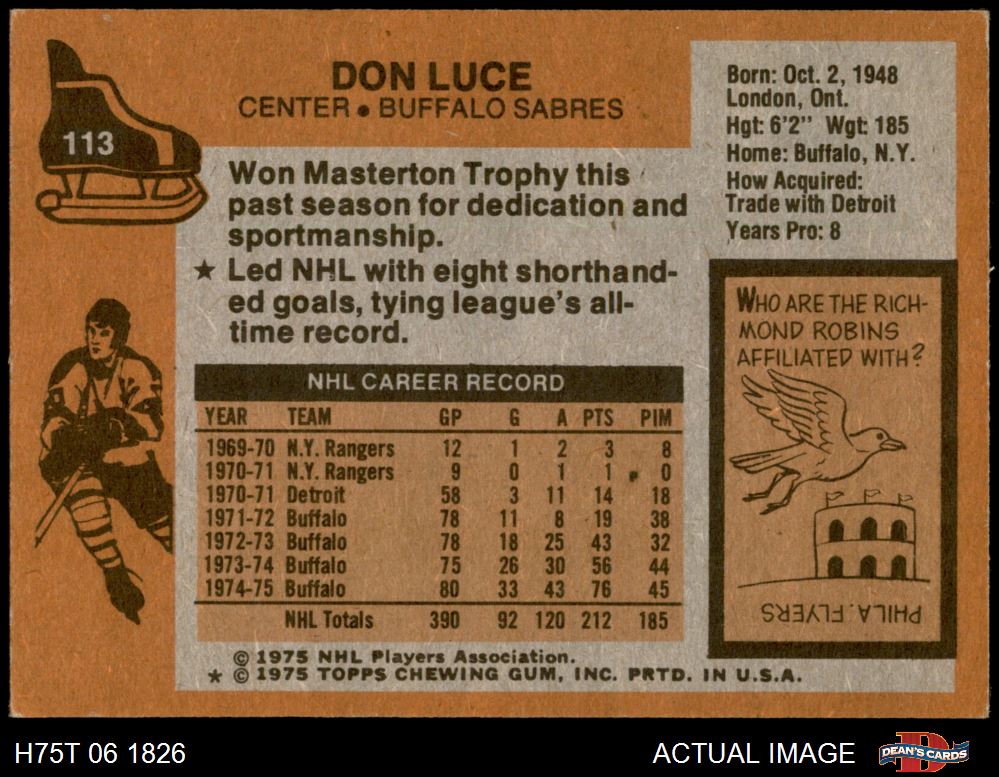 113
DON LUCE
CENTER • BUFFALO SABRES
Won Masterton Trophy this
past season for dedication and
sportmanship.
★ Led NHL with eight shorthand-
ed goals, tying league's all-
time record.
Born: Oct. 2, 1948
London, Ont.
Hgt: 6'2" Wgt: 185
Home: Buffalo, N.Y.
How Acquired:
Trade with Detroit
Years Pro: 8
NHL CAREER RECORD
YEAR TEAM GP G A PTS PIM
1969-70 N.Y. Rangers 12 1 2 3 8
1970-71 N.Y. Rangers 9 0 1 1 0
1970-71 Detroit 58 3 11 14 18
1971-72 Buffalo 78 11 8 19 38
1972-73 Buffalo 78 18 25 43 32
1973-74 Buffalo 75 26 30 56 44
1974-75 Buffalo 80 33 43 76 45
NHL Totals 390 92 120 212 185
WHO ARE THE RICH-
MOND ROBINS
AFFILIATED WITH?
PHILA. FLYERS
© 1975 NHL Players Association.
★ © 1975 TOPPS CHEWING GUM, INC. PRTD. IN U.S.A.
H75T 06 1826
ACTUAL IMAGE
D
DEAN'S CARDS